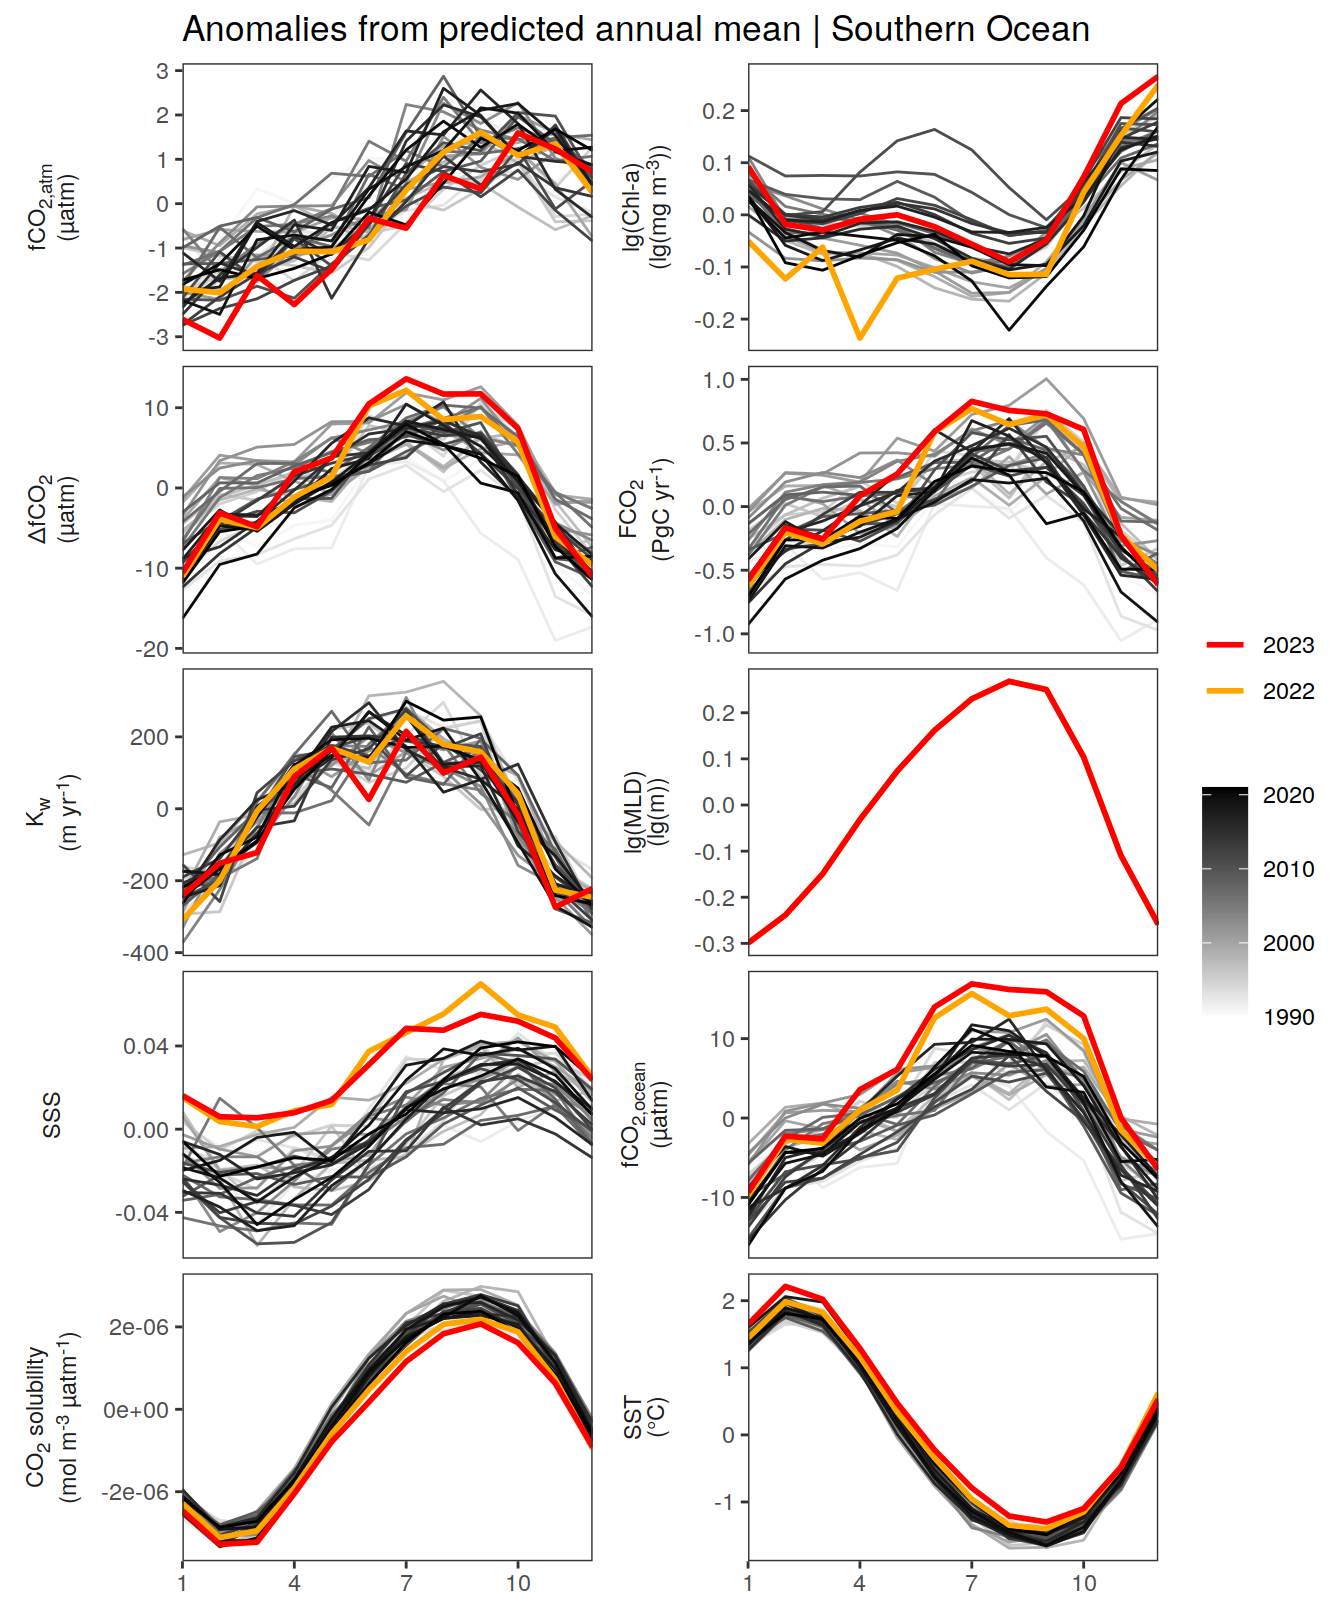 Anomalies from predicted annual mean | Southern Ocean
fCO2,atm
(µatm)
3
2
1
0
-1
-2
-3
lg(Chl-a)
(lg(mg m-3))
0.2
0.1
0.0
-0.1
-0.2
ΔfCO2
(µatm)
10
0
-10
-20
FCO2
(PgC yr-1)
1.0
0.5
0.0
-0.5
-1.0
Kw
(m yr-1)
200
0
-200
-400
lg(MLD)
(lg(m))
0.2
0.1
0.0
-0.1
-0.2
-0.3
SSS
0.04
0.00
-0.04
fCO2,ocean
(µatm)
10
0
-10
CO2 solubility
(mol m-3 µatm-1)
2e-06
0e+00
-2e-06
1 4 7 10
SST
(°C)
2
1
0
-1
1 4 7 10
2023
2022
2020
2010
2000
1990